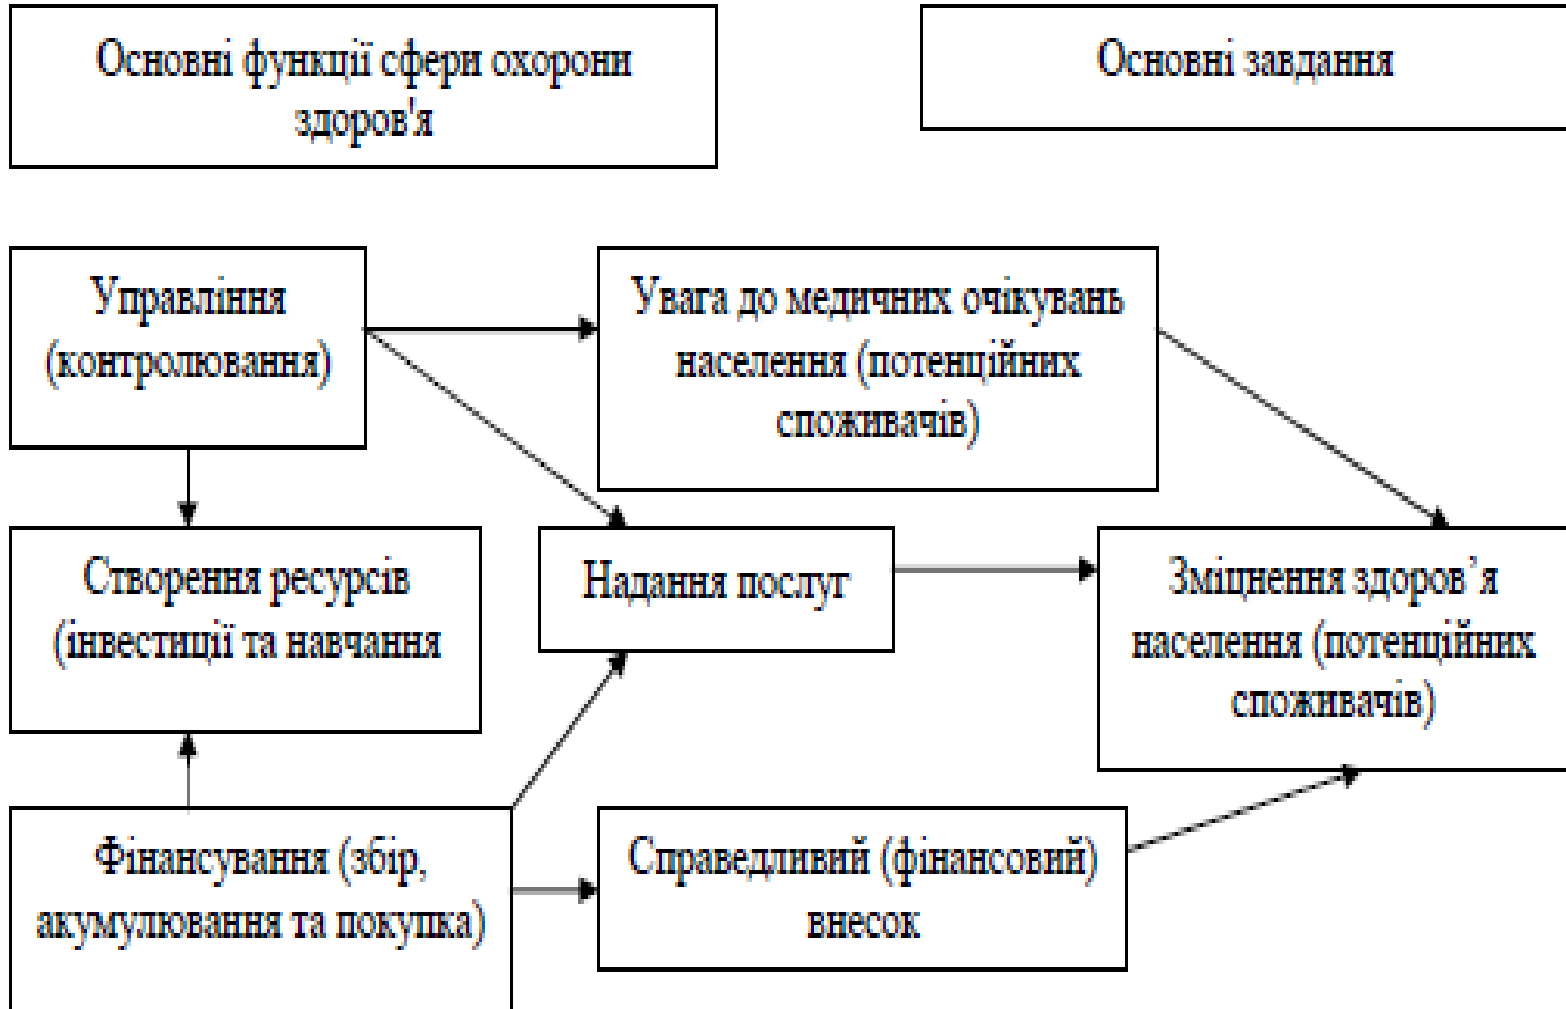 Основні функції сфери охорони
здоров'я
Основні завдання
Управління
(контролювання)
Увага до медичних очікувань
населення (потенційних
споживачів)
Створення ресурсів
(інвестиції та навчання
Надання послуг
Зміцнення здоров’я
населення (потенційних
споживачів)
Фінансування (збір,
акумулювання та покупка)
Справедливий (фінансовий)
внесок